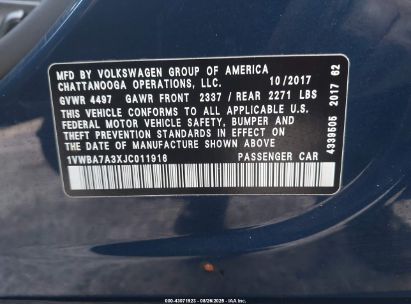 MFD BY VOLKSWAGEN GROUP OF AMERICA
CHATTANOOGA OPERATIONS, LLC. 10/2017
GVWR 4497 GAWR FRONT 2337 / REAR 2271 LBS
THIS VEHICLE CONFORMS TO ALL APPLICABLE U.S.
FEDERAL MOTOR VEHICLE SAFETY, BUMPER AND
THEFT PREVENTION STANDARDS IN EFFECT ON
THE DATE OF MANUFACTURE SHOWN ABOVE
1VWBA7A3XJC011918 PASSENGER CAR
4339505 2017 62